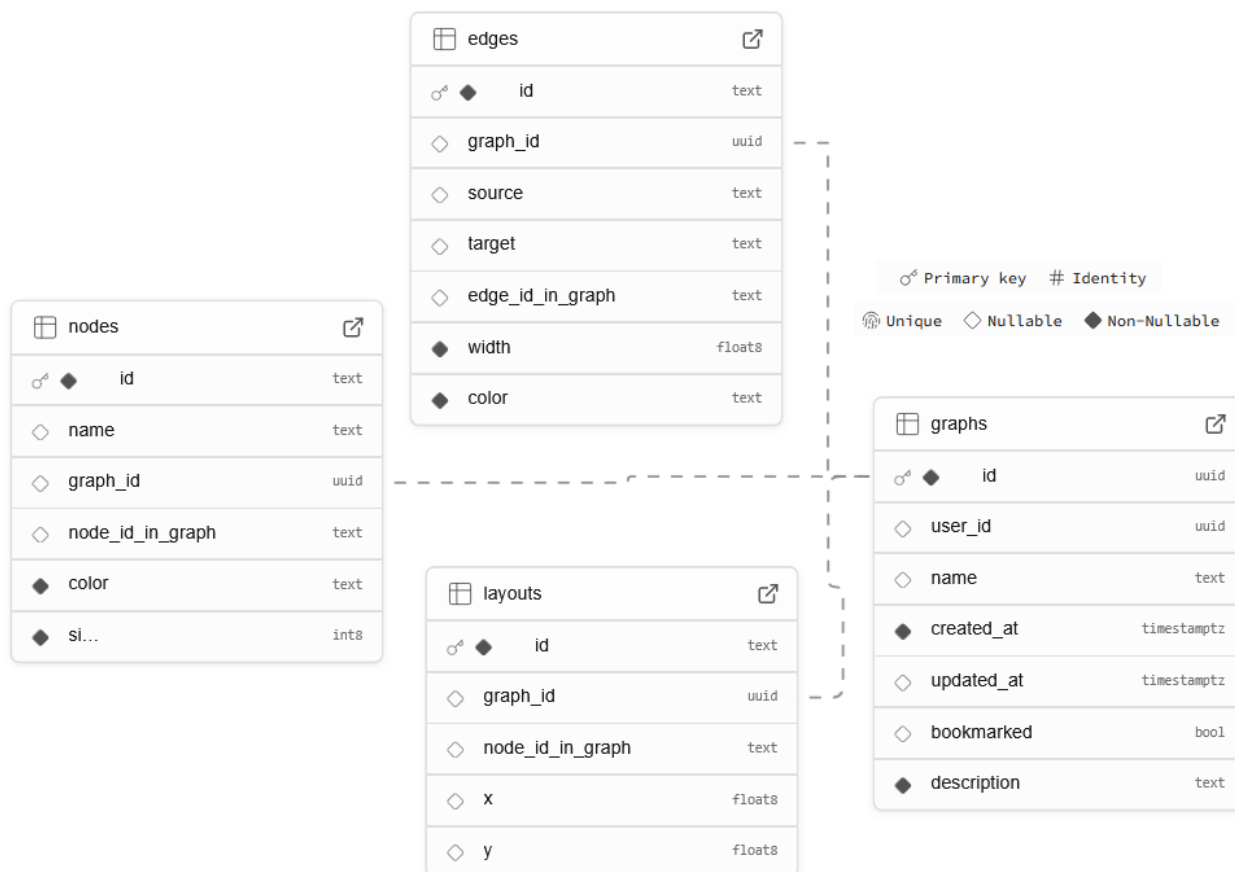 edges
id text
graph_id uuid
source text
target text
edge_id_in_graph text
width float8
color text
Primary key # Identity
Unique Nullable Non-Nullable
nodes
id text
name text
graph_id uuid
node_id_in_graph text
color text
si... int8
graphs
id uuid
user_id uuid
name text
created_at timestamptz
updated_at timestamptz
bookmarked bool
description text
layouts
id text
graph_id uuid
node_id_in_graph text
x float8
y float8